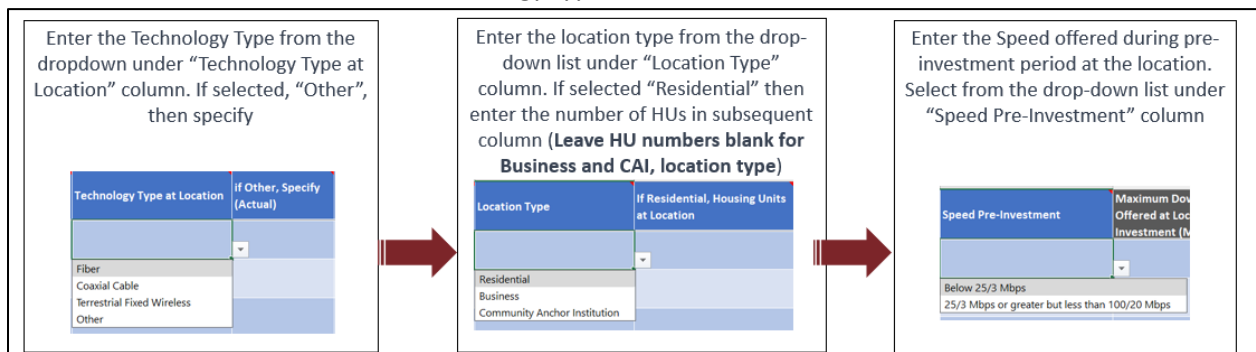 Enter the Technology Type from the
dropdown under “Technology Type at
Location” column. If selected, “Other”,
then specify
Technology Type at Location
if Other, Specify
(Actual)
Fiber
Coaxial Cable
Terrestrial Fixed Wireless
Other
Enter the location type from the drop-
down list under “Location Type”
column. If selected “Residential” then
enter the number of HUs in subsequent
column (Leave HU numbers blank for
Business and CAI, location type)
Location Type
If Residential, Housing Units
at Location
Residential
Business
Community Anchor Institution
Enter the Speed offered during pre-
investment period at the location.
Select from the drop-down list under
“Speed Pre-Investment” column
Speed Pre-Investment
Maximum Dow
Offered at Loc
Investment (M
Below 25/3 Mbps
25/3 Mbps or greater but less than 100/20 Mbps